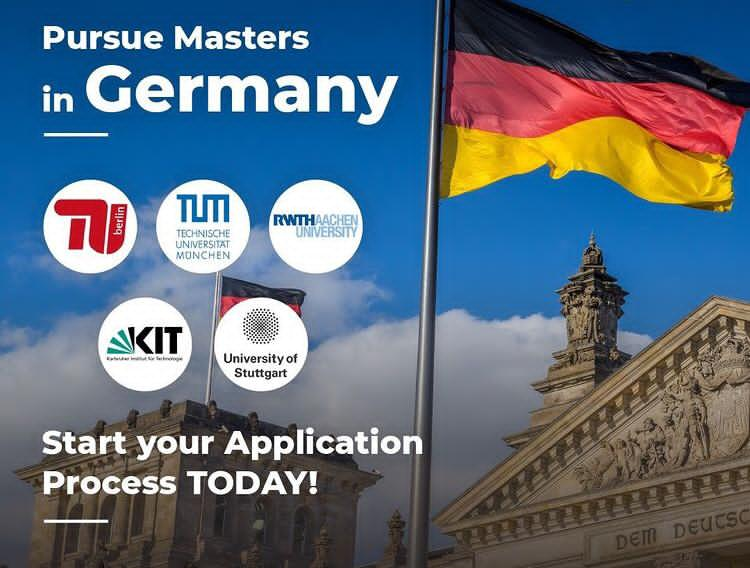 Pursue Masters
in Germany
TU berlin
TUM
TECHNISCHE
UNIVERSITÄT
MÜNCHEN
RWTHAACHEN
UNIVERSITY
KIT
Karlsruher Institut für Technologie
University of
Stuttgart
Start your Application
Process TODAY!
DEM DEUTSC